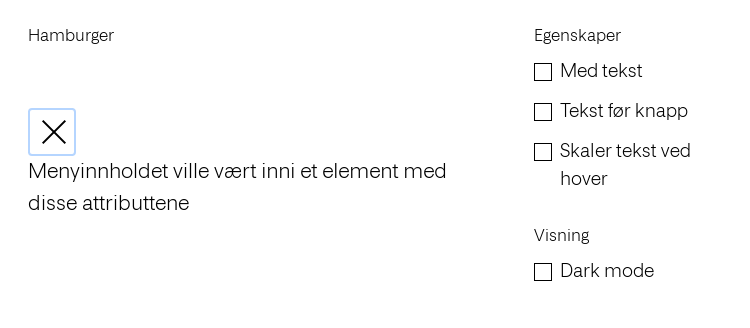 Hamburger
Menyinnholdet ville vært inni et element med
disse attributtene
Egenskaper
Med tekst
Tekst før knapp
Skaler tekst ved
hover
Visning
Dark mode